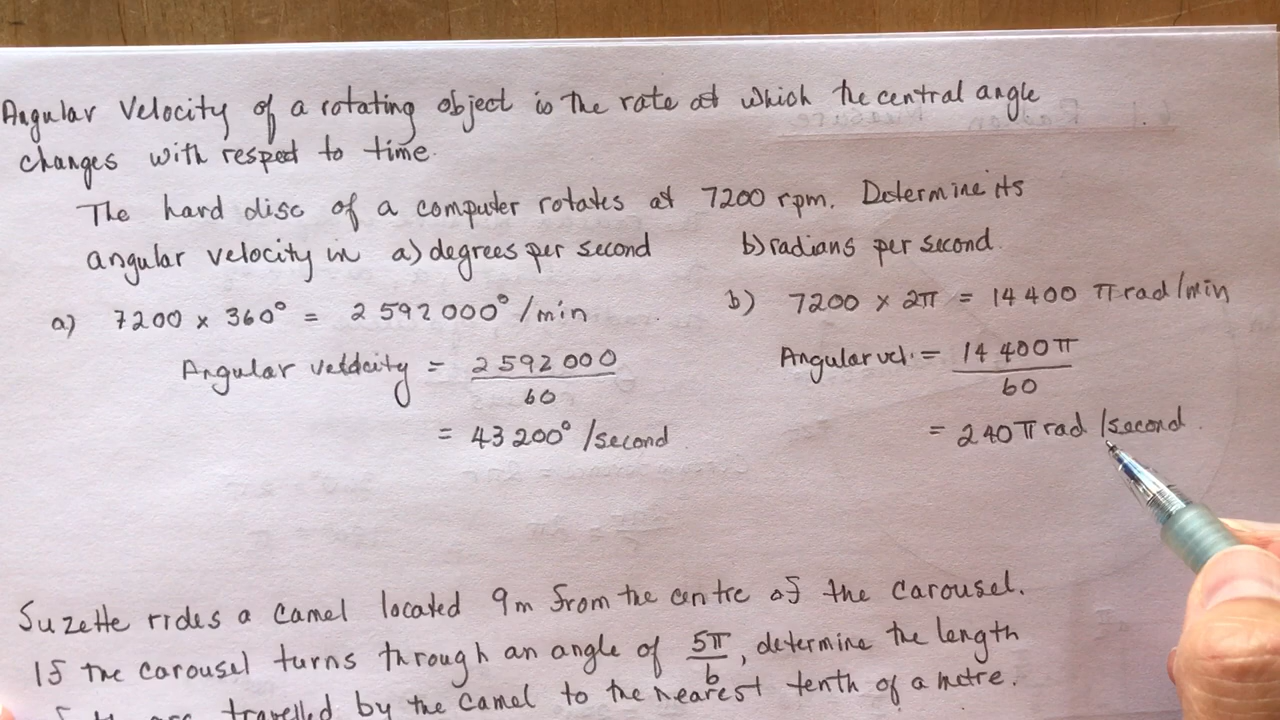 Angular Velocity of a rotating object is the rate at which the central angle
changes with respect to time.
The hard disc of a computer rotates at 7200 rpm. Determine its
angular velocity in a) degrees per second b) radians per second.
a) 7200 × 360° = 2 592 000°/min
Angular velocity = 2 592 000 / 60
= 43 200° /second
b) 7200 × 2π = 14 400 π rad/min
Angular vel. = 14 400π / 60
= 240π rad /second.
Suzette rides a camel located 9m from the centre of the carousel.
If the carousel turns through an angle of 5π/6, determine the length
travelled by the camel to the nearest tenth of a metre.